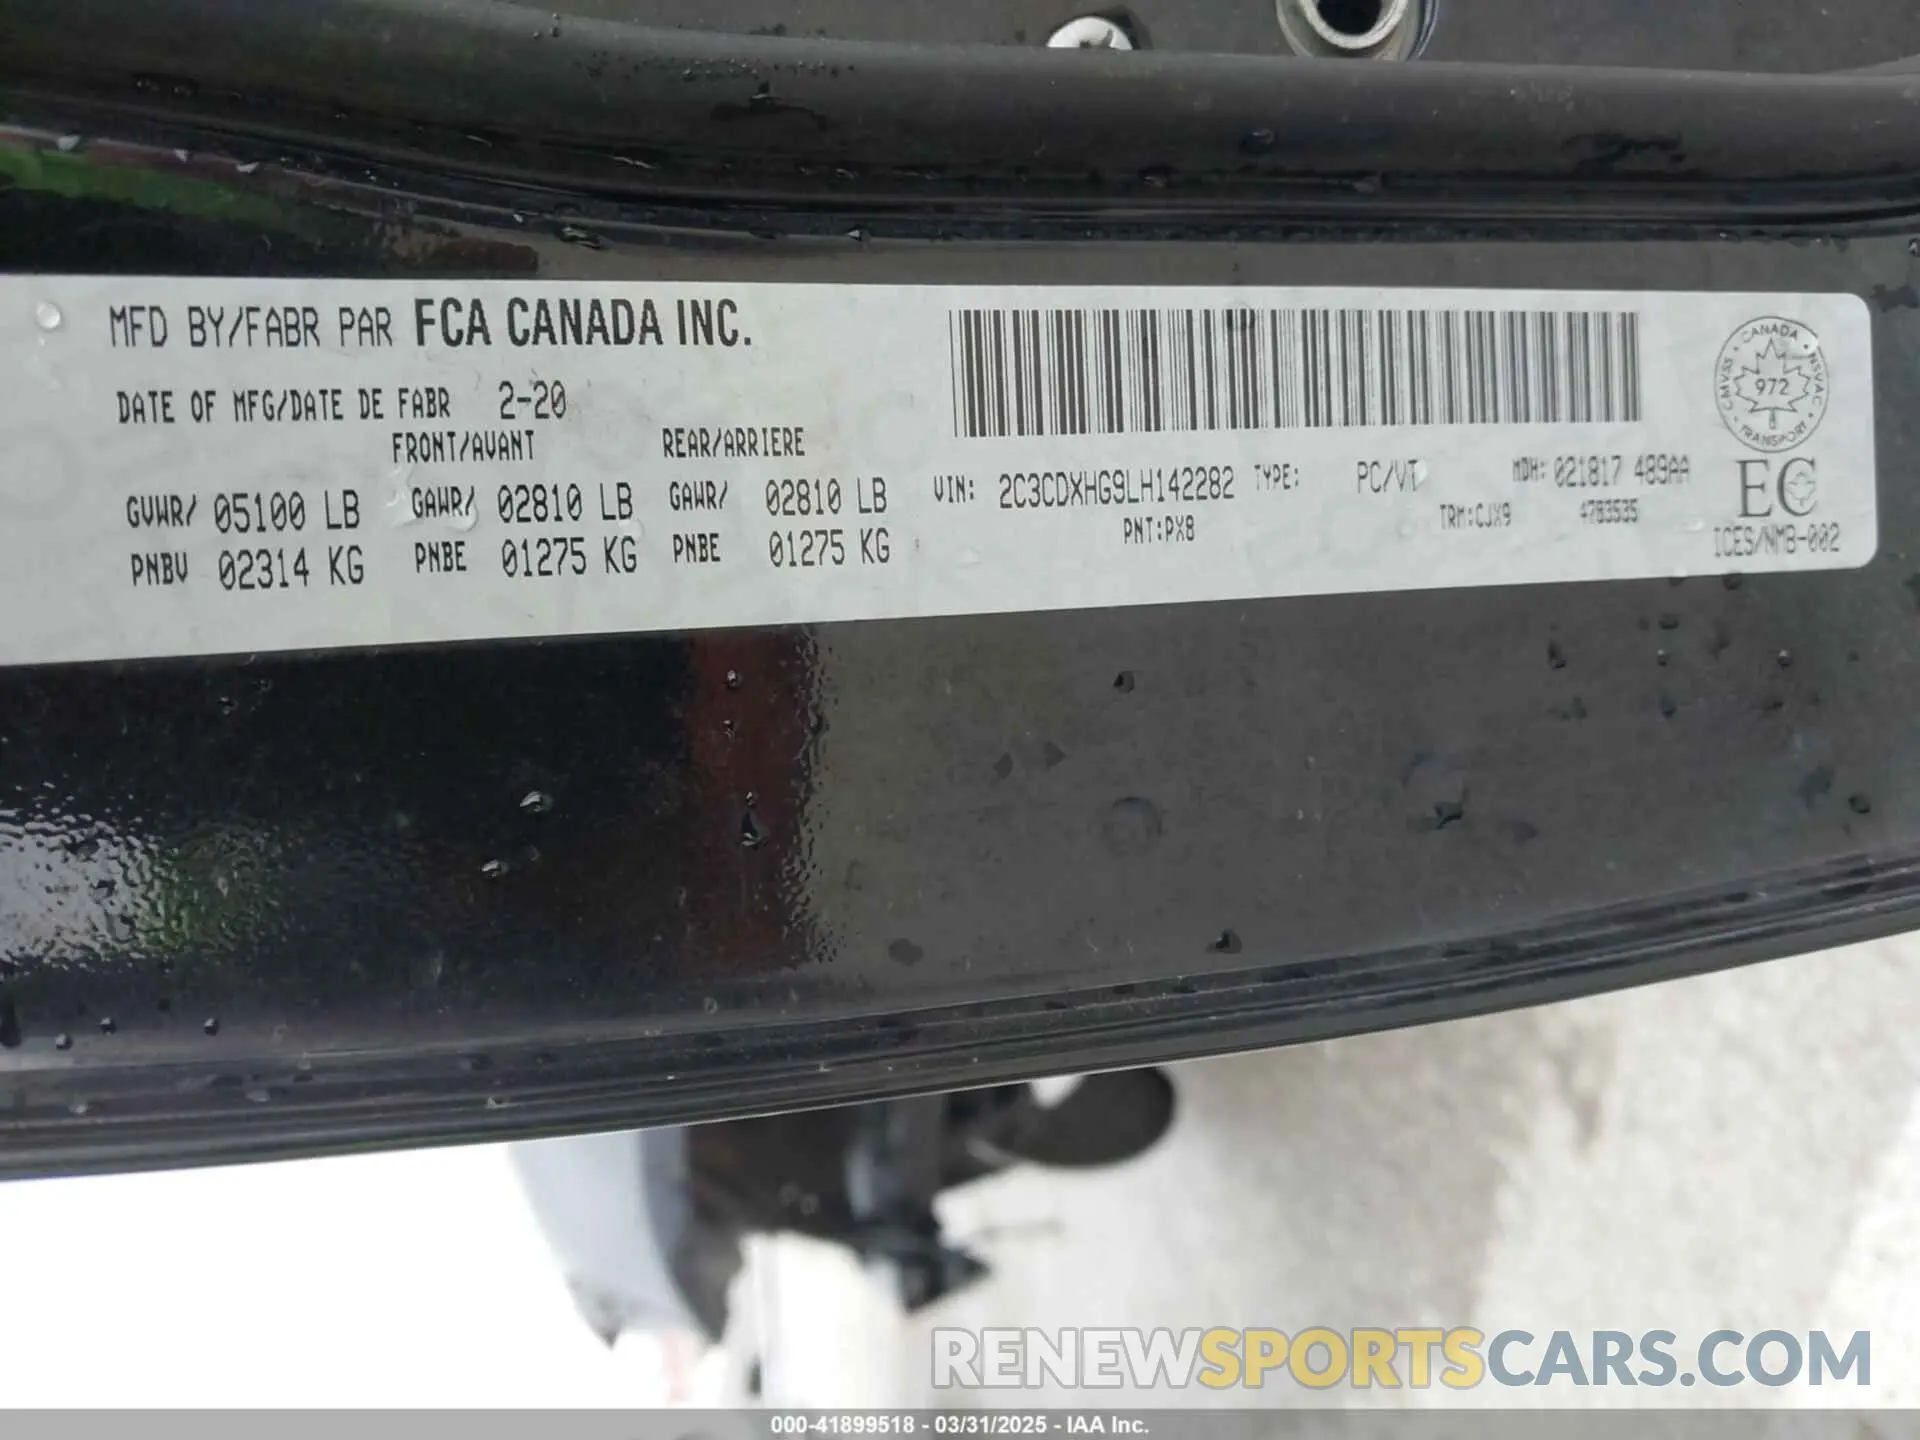 MFD BY/FABR PAR FCA CANADA INC.
DATE OF MFG/DATE DE FABR 2-20
FRONT/AVANT REAR/ARRIERE
GVWR/ 05100 LB GAWR/ 02810 LB GAWR/ 02810 LB
PNBV 02314 KG PNBE 01275 KG PNBE 01275 KG
VIN: 2C3CDXHG9LH142282 TYPE: PC/VT MDH: 021817 489AA
PNT:PX8 TRM:CJX9 4783535
CANADA
CMVSS
NSVAC
TRANSPORT
972
EC
ICES/NMB-002
RENEWSPORTSCARS.COM
000-41899518 - 03/31/2025 - IAA Inc.